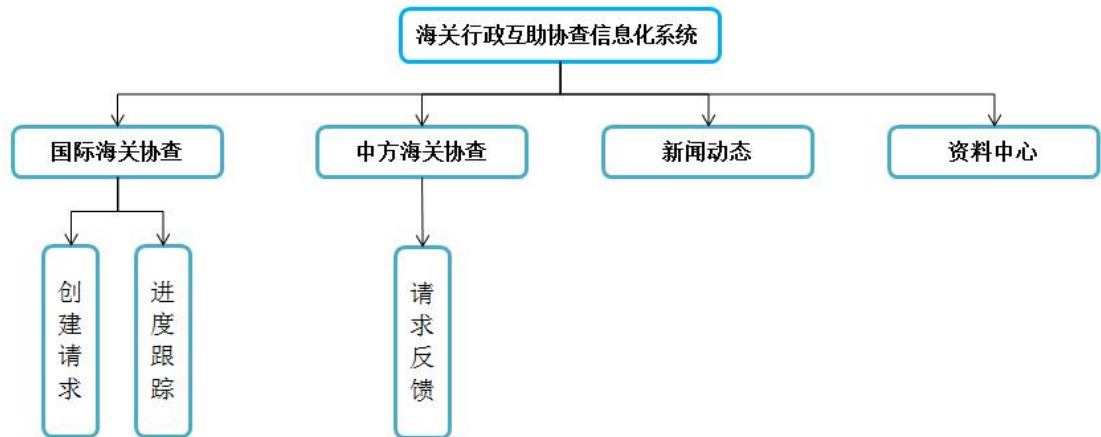 海关行政互助协查信息化系统
国际海关协查
中方海关协查
新闻动态
资料中心
创建请求
进度跟踪
请求反馈